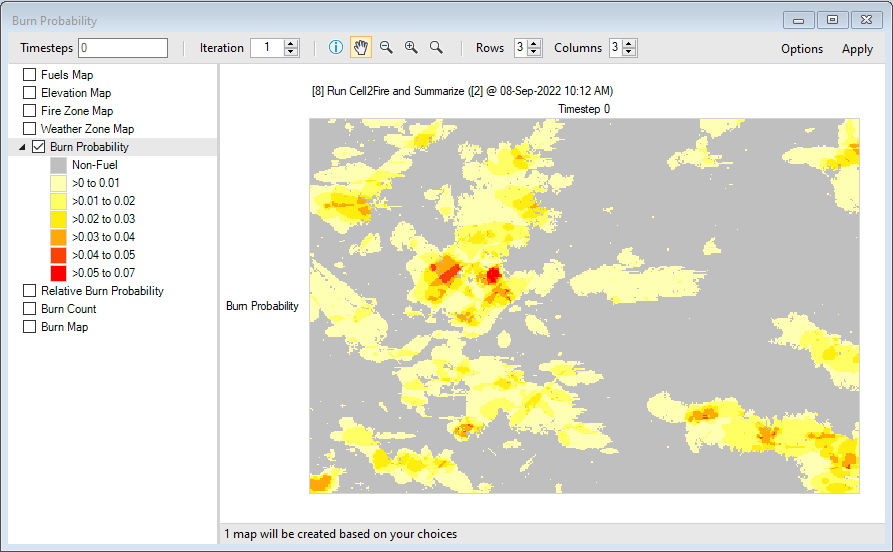 Burn Probability
Timesteps 0 Iteration 1 Rows 3 Columns 3 Options Apply
Fuels Map
Elevation Map
Fire Zone Map
Weather Zone Map
Burn Probability
Non-Fuel
>0 to 0.01
>0.01 to 0.02
>0.02 to 0.03
>0.03 to 0.04
>0.04 to 0.05
>0.05 to 0.07
Relative Burn Probability
Burn Count
Burn Map
[8] Run Cell2Fire and Summarize ([2] @ 08-Sep-2022 10:12 AM)
Timestep 0
Burn Probability
1 map will be created based on your choices